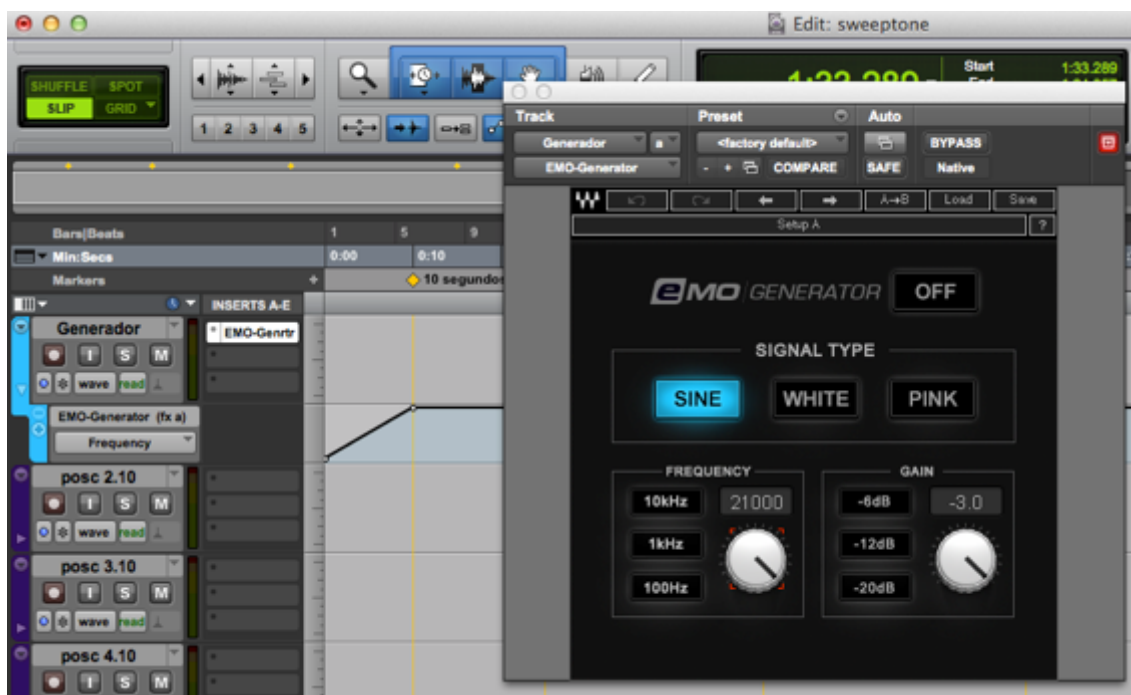 Edit: sweeptone
SHUFFLE SPOT
SLIP GRID
1 2 3 4 5
Start 1:33.289
Track Preset Auto
Generador a <factory default> BYPASS
EMO-Generator - + COMPARE SAFE Native
A→B Load Save
Setup A ?
Bars|Beats 1 5 9
Min:Secs 0:00 0:10
Markers + 10 segundos
INSERTS A-E
Generador
EMO-Genrtr
I S M
wave read
EMO-Generator (fx a)
Frequency
posc 2.10
I S M
wave read
posc 3.10
I S M
wave read
posc 4.10
I S M
eMO GENERATOR OFF
SIGNAL TYPE
SINE WHITE PINK
FREQUENCY GAIN
10kHz 21000 -6dB -3.0
1kHz -12dB
100Hz -20dB